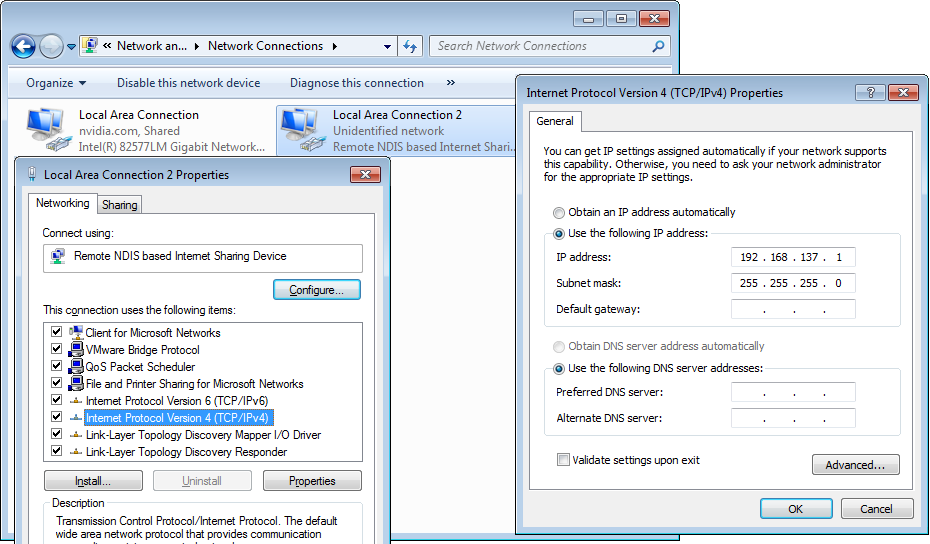 « Network an... Network Connections
Search Network Connections
Organize Disable this network device Diagnose this connection »
Local Area Connection
nvidia.com, Shared
Intel(R) 82577LM Gigabit Network...
Local Area Connection 2
Unidentified network
Remote NDIS based Internet Shari...
Local Area Connection 2 Properties
Networking Sharing
Connect using:
Remote NDIS based Internet Sharing Device
Configure...
This connection uses the following items:
Client for Microsoft Networks
VMware Bridge Protocol
QoS Packet Scheduler
File and Printer Sharing for Microsoft Networks
Internet Protocol Version 6 (TCP/IPv6)
Internet Protocol Version 4 (TCP/IPv4)
Link-Layer Topology Discovery Mapper I/O Driver
Link-Layer Topology Discovery Responder
Install... Uninstall Properties
Description
Transmission Control Protocol/Internet Protocol. The default
wide area network protocol that provides communication
Internet Protocol Version 4 (TCP/IPv4) Properties
General
You can get IP settings assigned automatically if your network supports
this capability. Otherwise, you need to ask your network administrator
for the appropriate IP settings.
Obtain an IP address automatically
Use the following IP address:
IP address: 192 . 168 . 137 . 1
Subnet mask: 255 . 255 . 255 . 0
Default gateway: . . .
Obtain DNS server address automatically
Use the following DNS server addresses:
Preferred DNS server: . . .
Alternate DNS server: . . .
Validate settings upon exit
Advanced...
OK Cancel